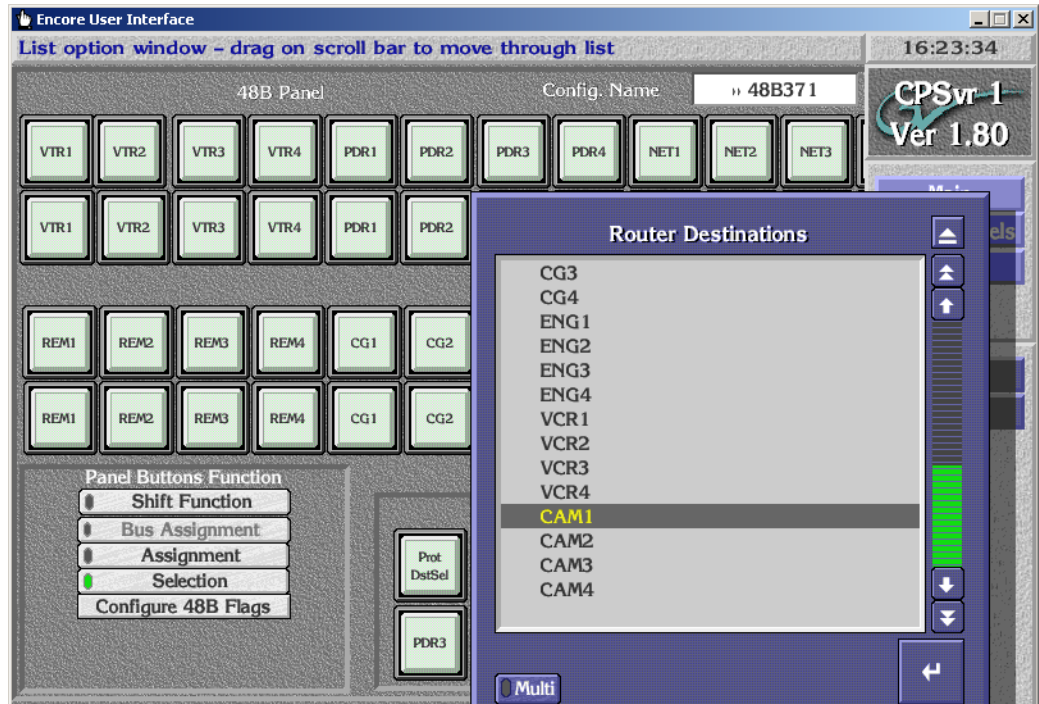 Encore User Interface
List option window – drag on scroll bar to move through list
16:23:34
48B Panel
Config. Name
» 48B371
CPSvr-1
Ver 1.80
VTR1 VTR2 VTR3 VTR4 PDR1 PDR2 PDR3 PDR4 NET1 NET2 NET3
Main
VTR1 VTR2 VTR3 VTR4 PDR1 PDR2
els
Router Destinations
CG3
CG4
ENG1
ENG2
ENG3
ENG4
VCR1
VCR2
VCR3
VCR4
CAM1
CAM2
CAM3
CAM4
Multi
REM1 REM2 REM3 REM4 CG1 CG2
REM1 REM2 REM3 REM4 CG1 CG2
Panel Buttons Function
Shift Function
Bus Assignment
Assignment
Selection
Configure 48B Flags
Prot
DstSel
PDR3